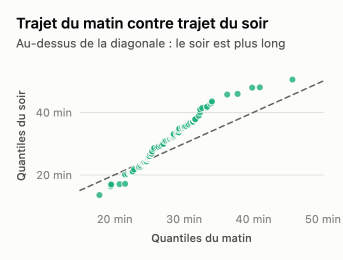 Trajet du matin contre trajet du soir
Au-dessus de la diagonale : le soir est plus long
Quantiles du soir
40 min
20 min
20 min
30 min
40 min
50 min
Quantiles du matin